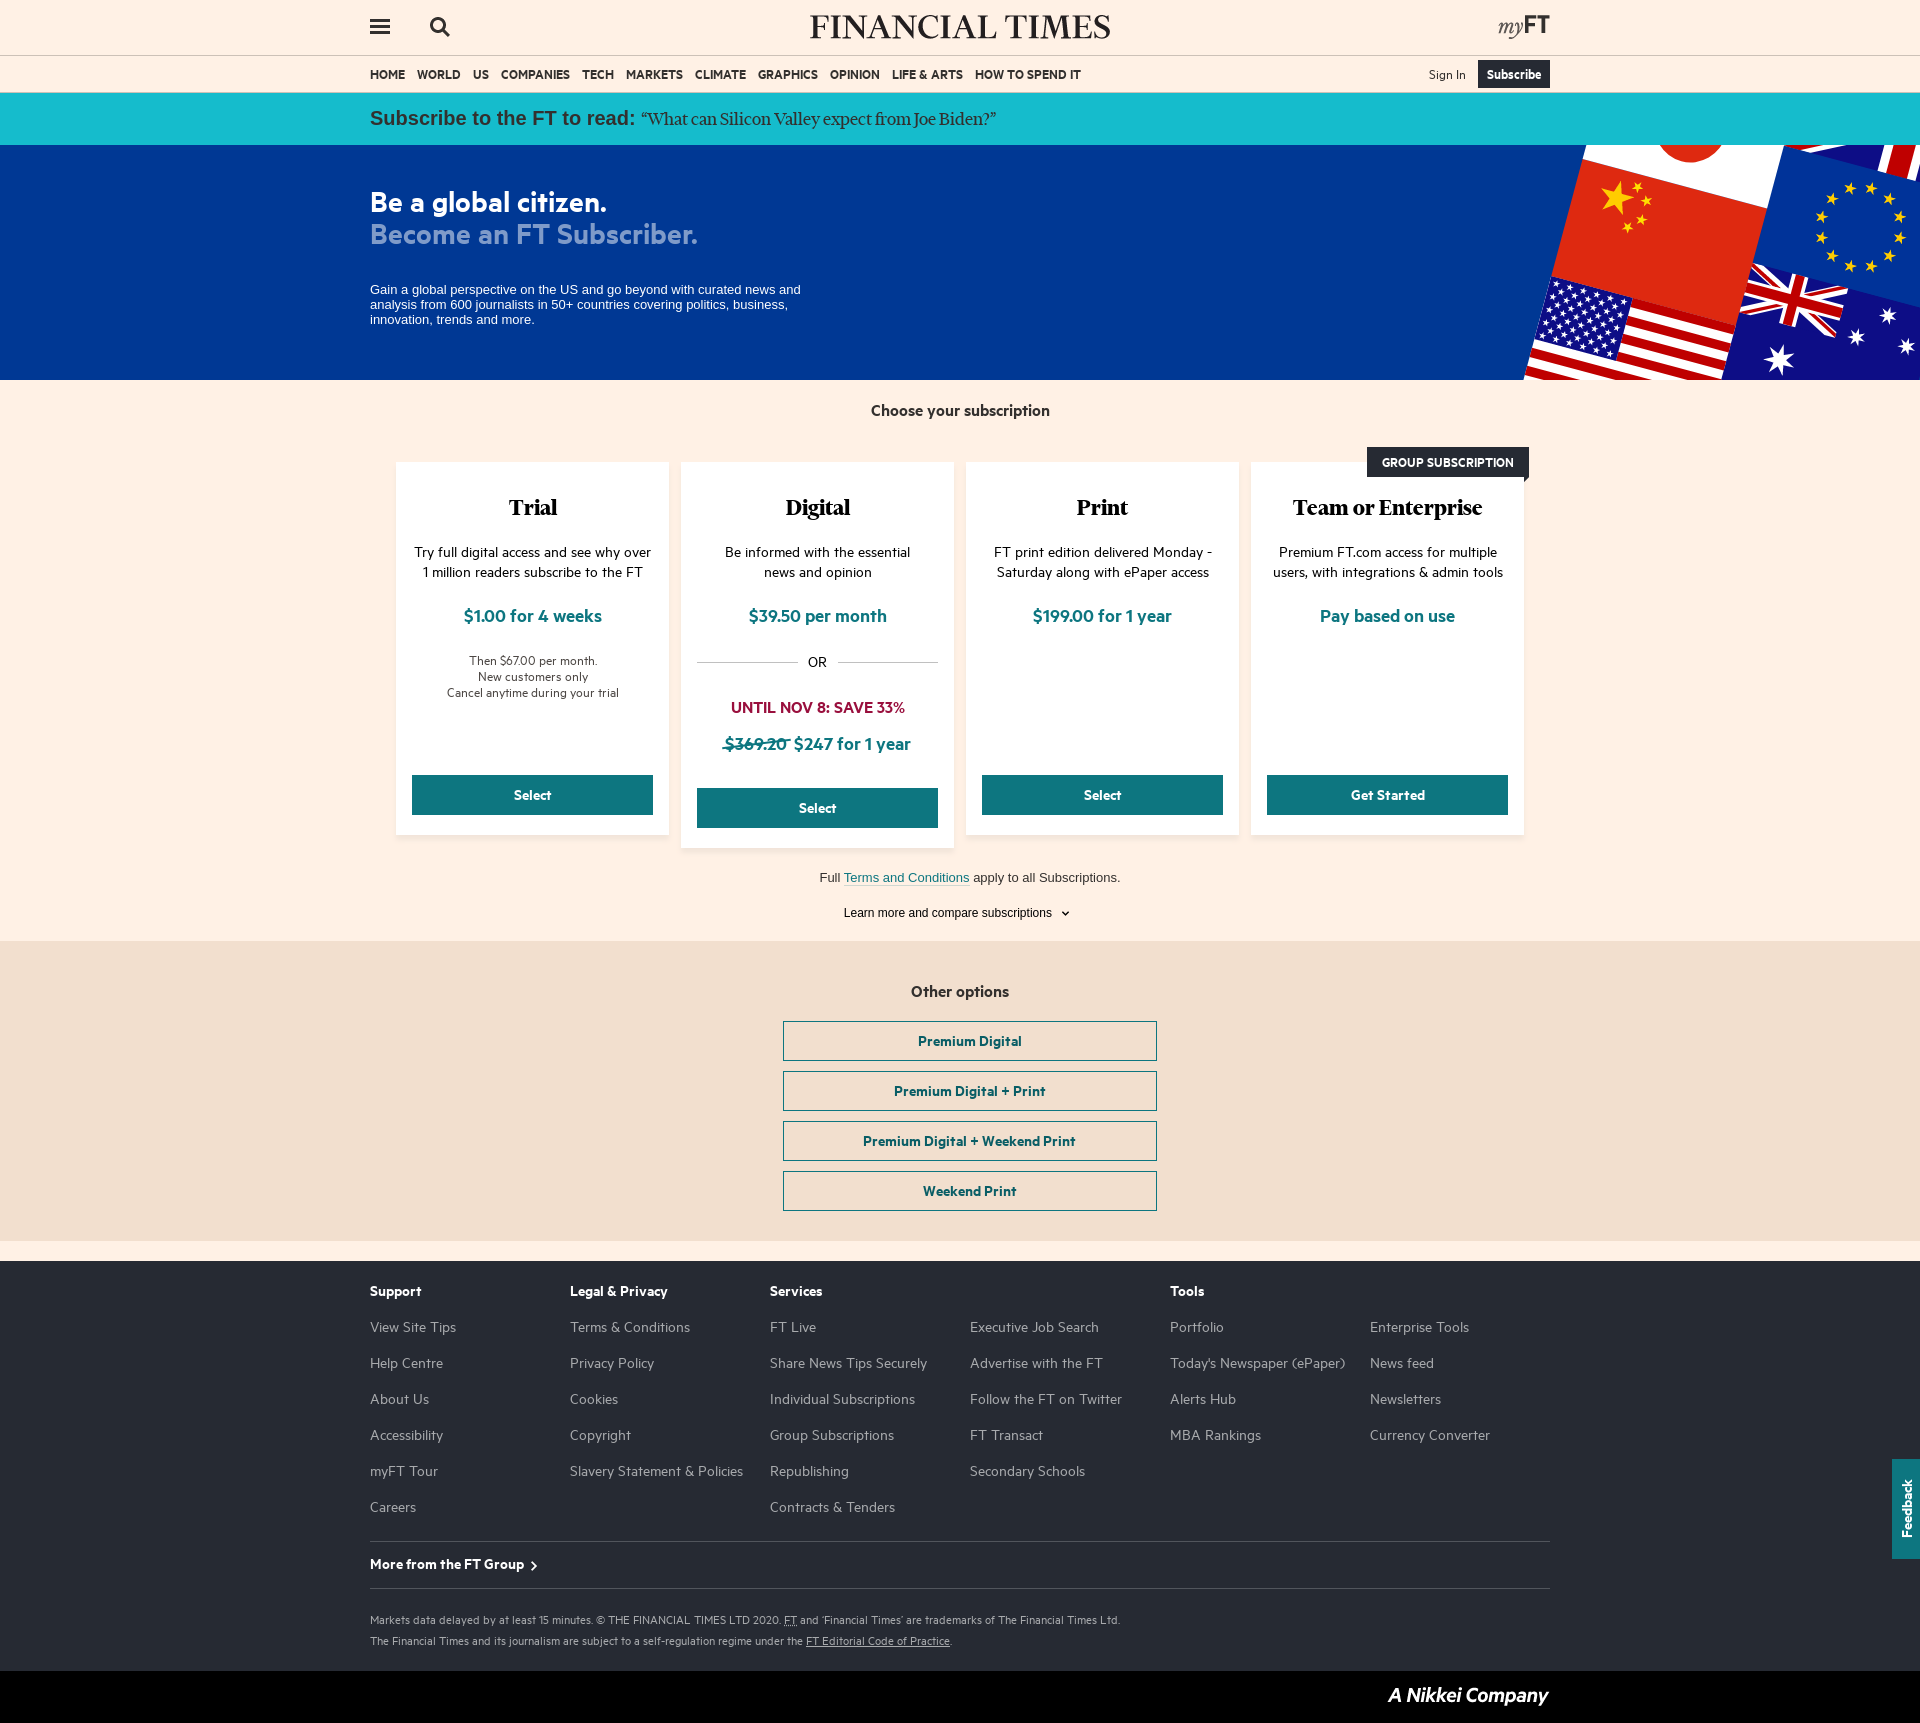 FINANCIAL TIMES
myFT
HOME WORLD US COMPANIES TECH MARKETS CLIMATE GRAPHICS OPINION LIFE & ARTS HOW TO SPEND IT
Sign In Subscribe
Subscribe to the FT to read: “What can Silicon Valley expect from Joe Biden?”
Be a global citizen.
Become an FT Subscriber.
Gain a global perspective on the US and go beyond with curated news and
analysis from 600 journalists in 50+ countries covering politics, business,
innovation, trends and more.
Choose your subscription
Trial
Try full digital access and see why over
1 million readers subscribe to the FT
$1.00 for 4 weeks
Then $67.00 per month.
New customers only
Cancel anytime during your trial
Select
Digital
Be informed with the essential
news and opinion
$39.50 per month
OR
UNTIL NOV 8: SAVE 33%
$369.20 $247 for 1 year
Select
Print
FT print edition delivered Monday -
Saturday along with ePaper access
$199.00 for 1 year
Select
GROUP SUBSCRIPTION
Team or Enterprise
Premium FT.com access for multiple
users, with integrations & admin tools
Pay based on use
Get Started
Full Terms and Conditions apply to all Subscriptions.
Learn more and compare subscriptions
Other options
Premium Digital
Premium Digital + Print
Premium Digital + Weekend Print
Weekend Print
Support
View Site Tips
Help Centre
About Us
Accessibility
myFT Tour
Careers
Legal & Privacy
Terms & Conditions
Privacy Policy
Cookies
Copyright
Slavery Statement & Policies
Services
FT Live
Share News Tips Securely
Individual Subscriptions
Group Subscriptions
Republishing
Contracts & Tenders
Executive Job Search
Advertise with the FT
Follow the FT on Twitter
FT Transact
Secondary Schools
Tools
Portfolio
Today's Newspaper (ePaper)
Alerts Hub
MBA Rankings
Enterprise Tools
News feed
Newsletters
Currency Converter
Feedback
More from the FT Group
Markets data delayed by at least 15 minutes. © THE FINANCIAL TIMES LTD 2020. FT and 'Financial Times' are trademarks of The Financial Times Ltd.
The Financial Times and its journalism are subject to a self-regulation regime under the FT Editorial Code of Practice.
A Nikkei Company